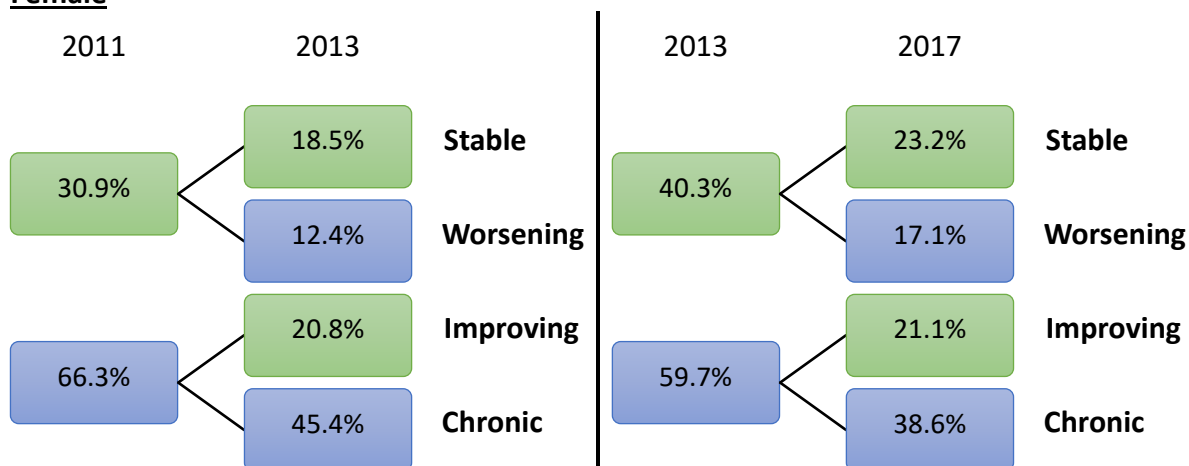 Female
2011 2013 2013 2017
18.5% Stable 23.2% Stable
30.9% 40.3%
12.4% Worsening 17.1% Worsening
20.8% Improving 21.1% Improving
66.3% 59.7%
45.4% Chronic 38.6% Chronic